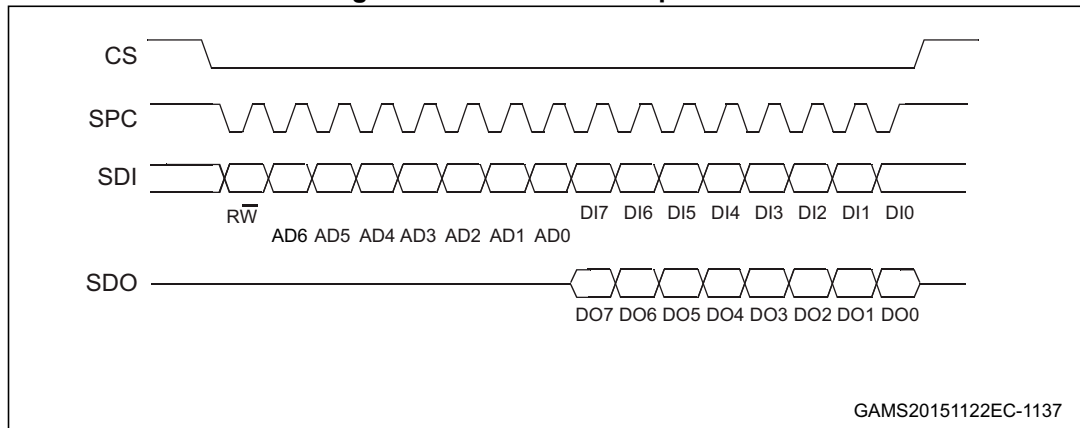 CS
SPC
SDI
RW̅ DI7 DI6 DI5 DI4 DI3 DI2 DI1 DI0
AD6 AD5 AD4 AD3 AD2 AD1 AD0
SDO
DO7 DO6 DO5 DO4 DO3 DO2 DO1 DO0
GAMS20151122EC-1137